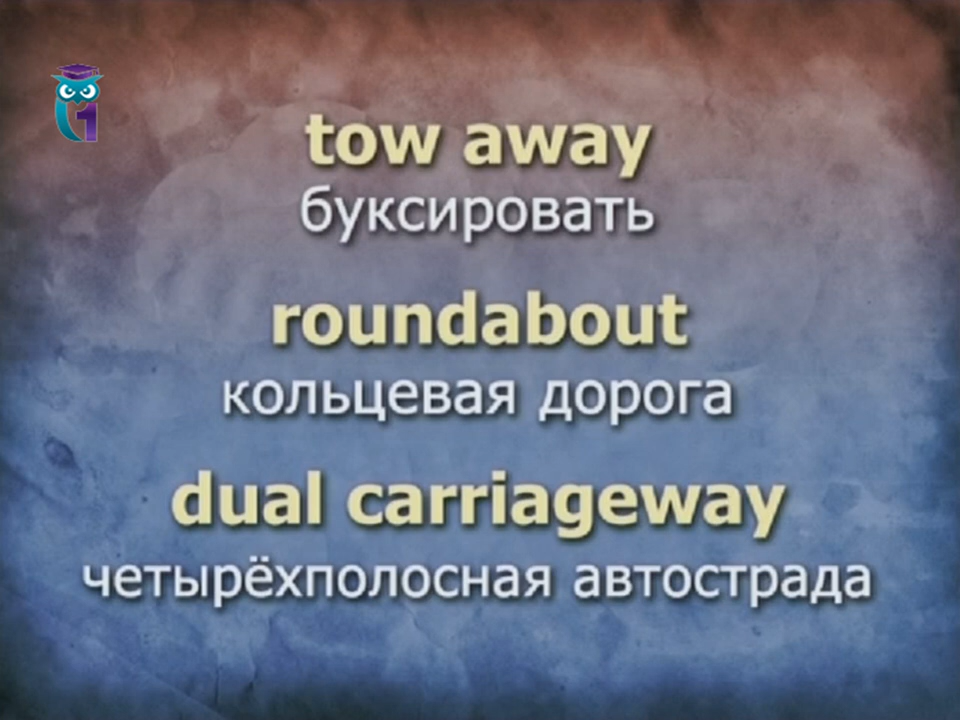 tow away
буксировать
roundabout
кольцевая дорога
dual carriageway
четырёхполосная автострада